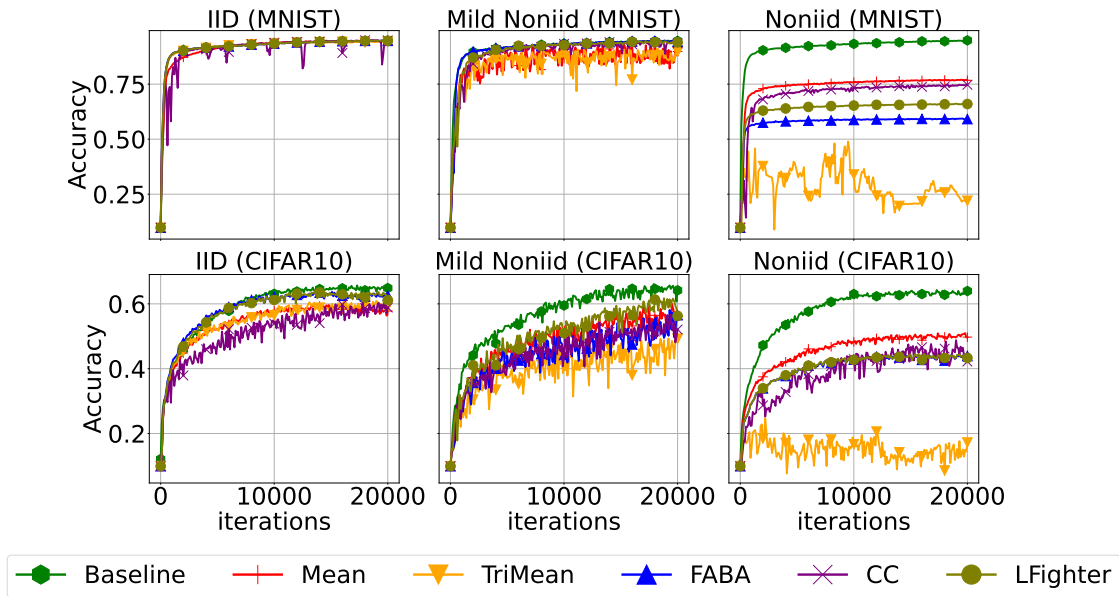 IID (MNIST)
Mild Noniid (MNIST)
Noniid (MNIST)
Accuracy
0.75
0.50
0.25
IID (CIFAR10)
Mild Noniid (CIFAR10)
Noniid (CIFAR10)
Accuracy
0.6
0.4
0.2
0 10000 20000
0 10000 20000
0 10000 20000
iterations
iterations
iterations
Baseline Mean TriMean FABA CC LFighter